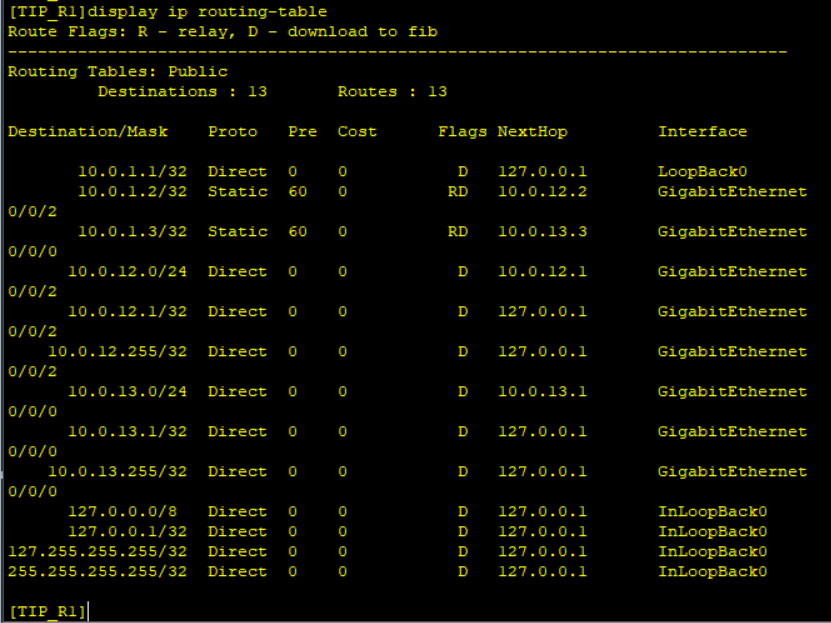 [TIP_R1]display ip routing-table
Route Flags: R - relay, D - download to fib
------------------------------------------------------------------------------
Routing Tables: Public
         Destinations : 13       Routes : 13

Destination/Mask    Proto   Pre  Cost      Flags NextHop         Interface

       10.0.1.1/32  Direct  0    0           D   127.0.0.1       LoopBack0
       10.0.1.2/32  Static  60   0          RD   10.0.12.2       GigabitEthernet
0/0/2
       10.0.1.3/32  Static  60   0          RD   10.0.13.3       GigabitEthernet
0/0/0
      10.0.12.0/24  Direct  0    0           D   10.0.12.1       GigabitEthernet
0/0/2
      10.0.12.1/32  Direct  0    0           D   127.0.0.1       GigabitEthernet
0/0/2
    10.0.12.255/32  Direct  0    0           D   127.0.0.1       GigabitEthernet
0/0/2
      10.0.13.0/24  Direct  0    0           D   10.0.13.1       GigabitEthernet
0/0/0
      10.0.13.1/32  Direct  0    0           D   127.0.0.1       GigabitEthernet
0/0/0
    10.0.13.255/32  Direct  0    0           D   127.0.0.1       GigabitEthernet
0/0/0
      127.0.0.0/8   Direct  0    0           D   127.0.0.1       InLoopBack0
      127.0.0.1/32  Direct  0    0           D   127.0.0.1       InLoopBack0
127.255.255.255/32  Direct  0    0           D   127.0.0.1       InLoopBack0
255.255.255.255/32  Direct  0    0           D   127.0.0.1       InLoopBack0

[TIP_R1]